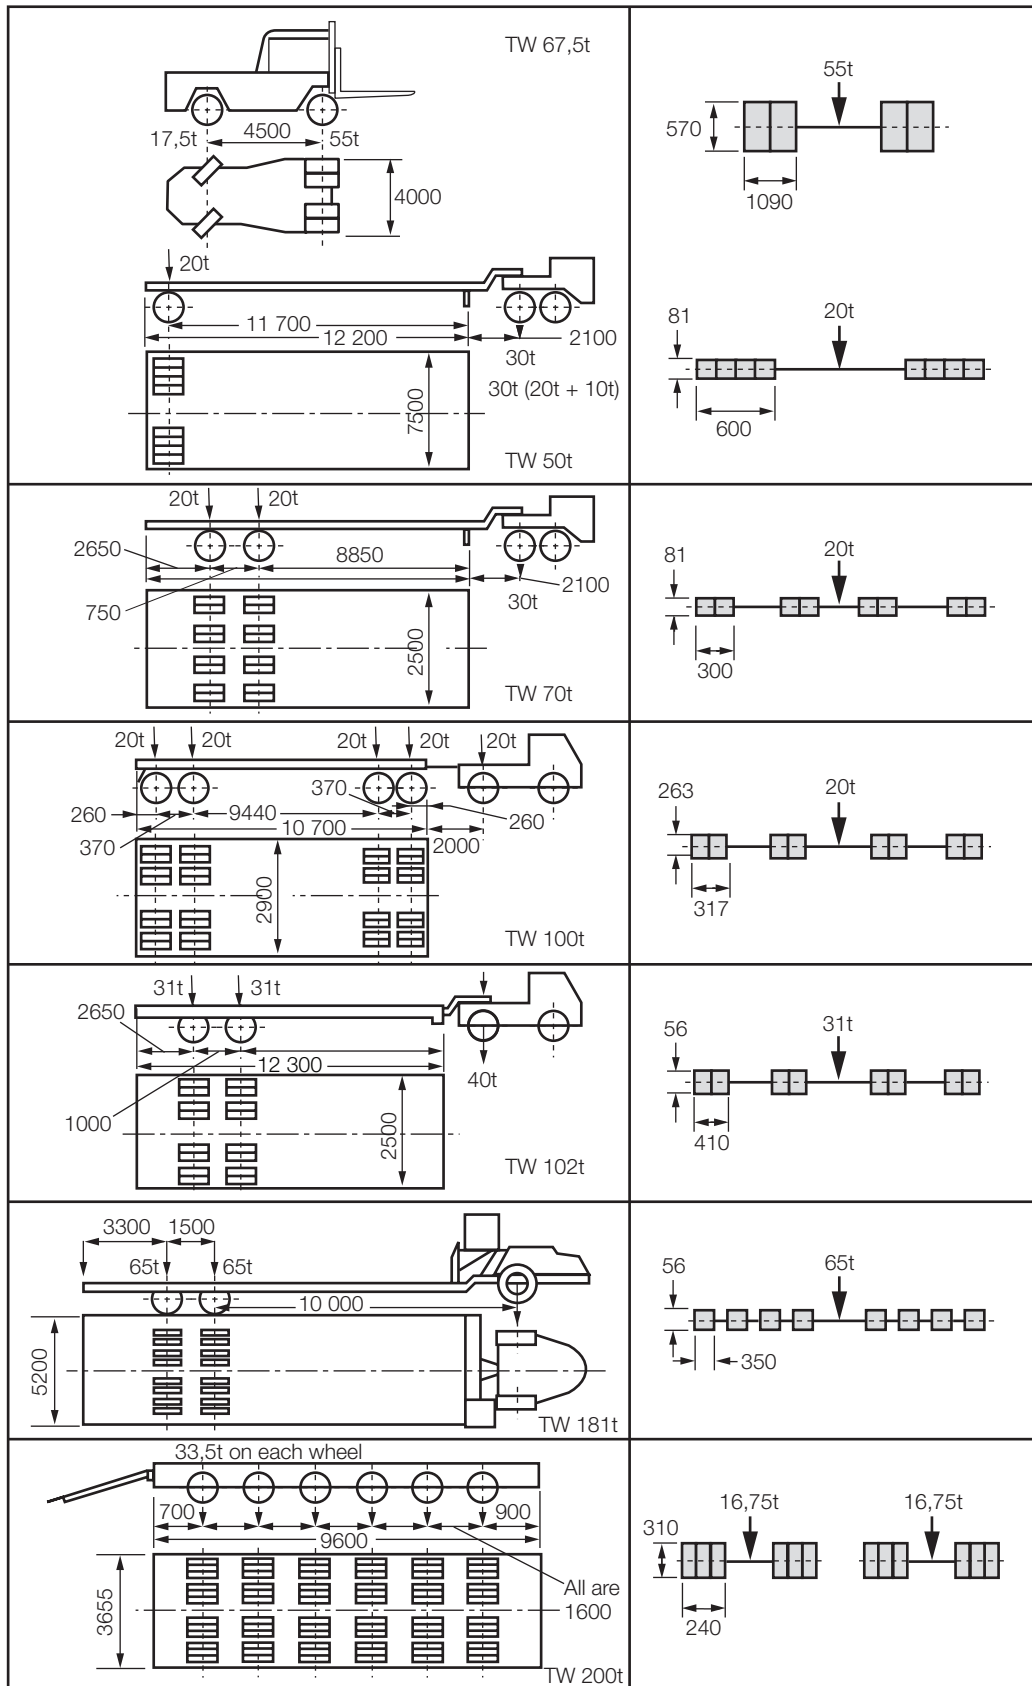 TW 67,5t
17,5t
4500
55t
4000
55t
570
1090
20t
11 700
12 200
2100
30t
30t (20t + 10t)
7500
TW 50t
81
20t
600
20t
20t
2650
8850
2100
750
30t
2500
TW 70t
81
20t
300
20t
20t
20t
20t
20t
370
260
9440
260
10 700
370
2000
2900
TW 100t
263
20t
317
31t
31t
2650
12 300
40t
1000
2500
TW 102t
56
31t
410
3300
1500
65t
65t
10 000
5200
TW 181t
56
65t
350
33,5t on each wheel
700
900
9600
All are
1600
3655
TW 200t
16,75t
16,75t
310
240